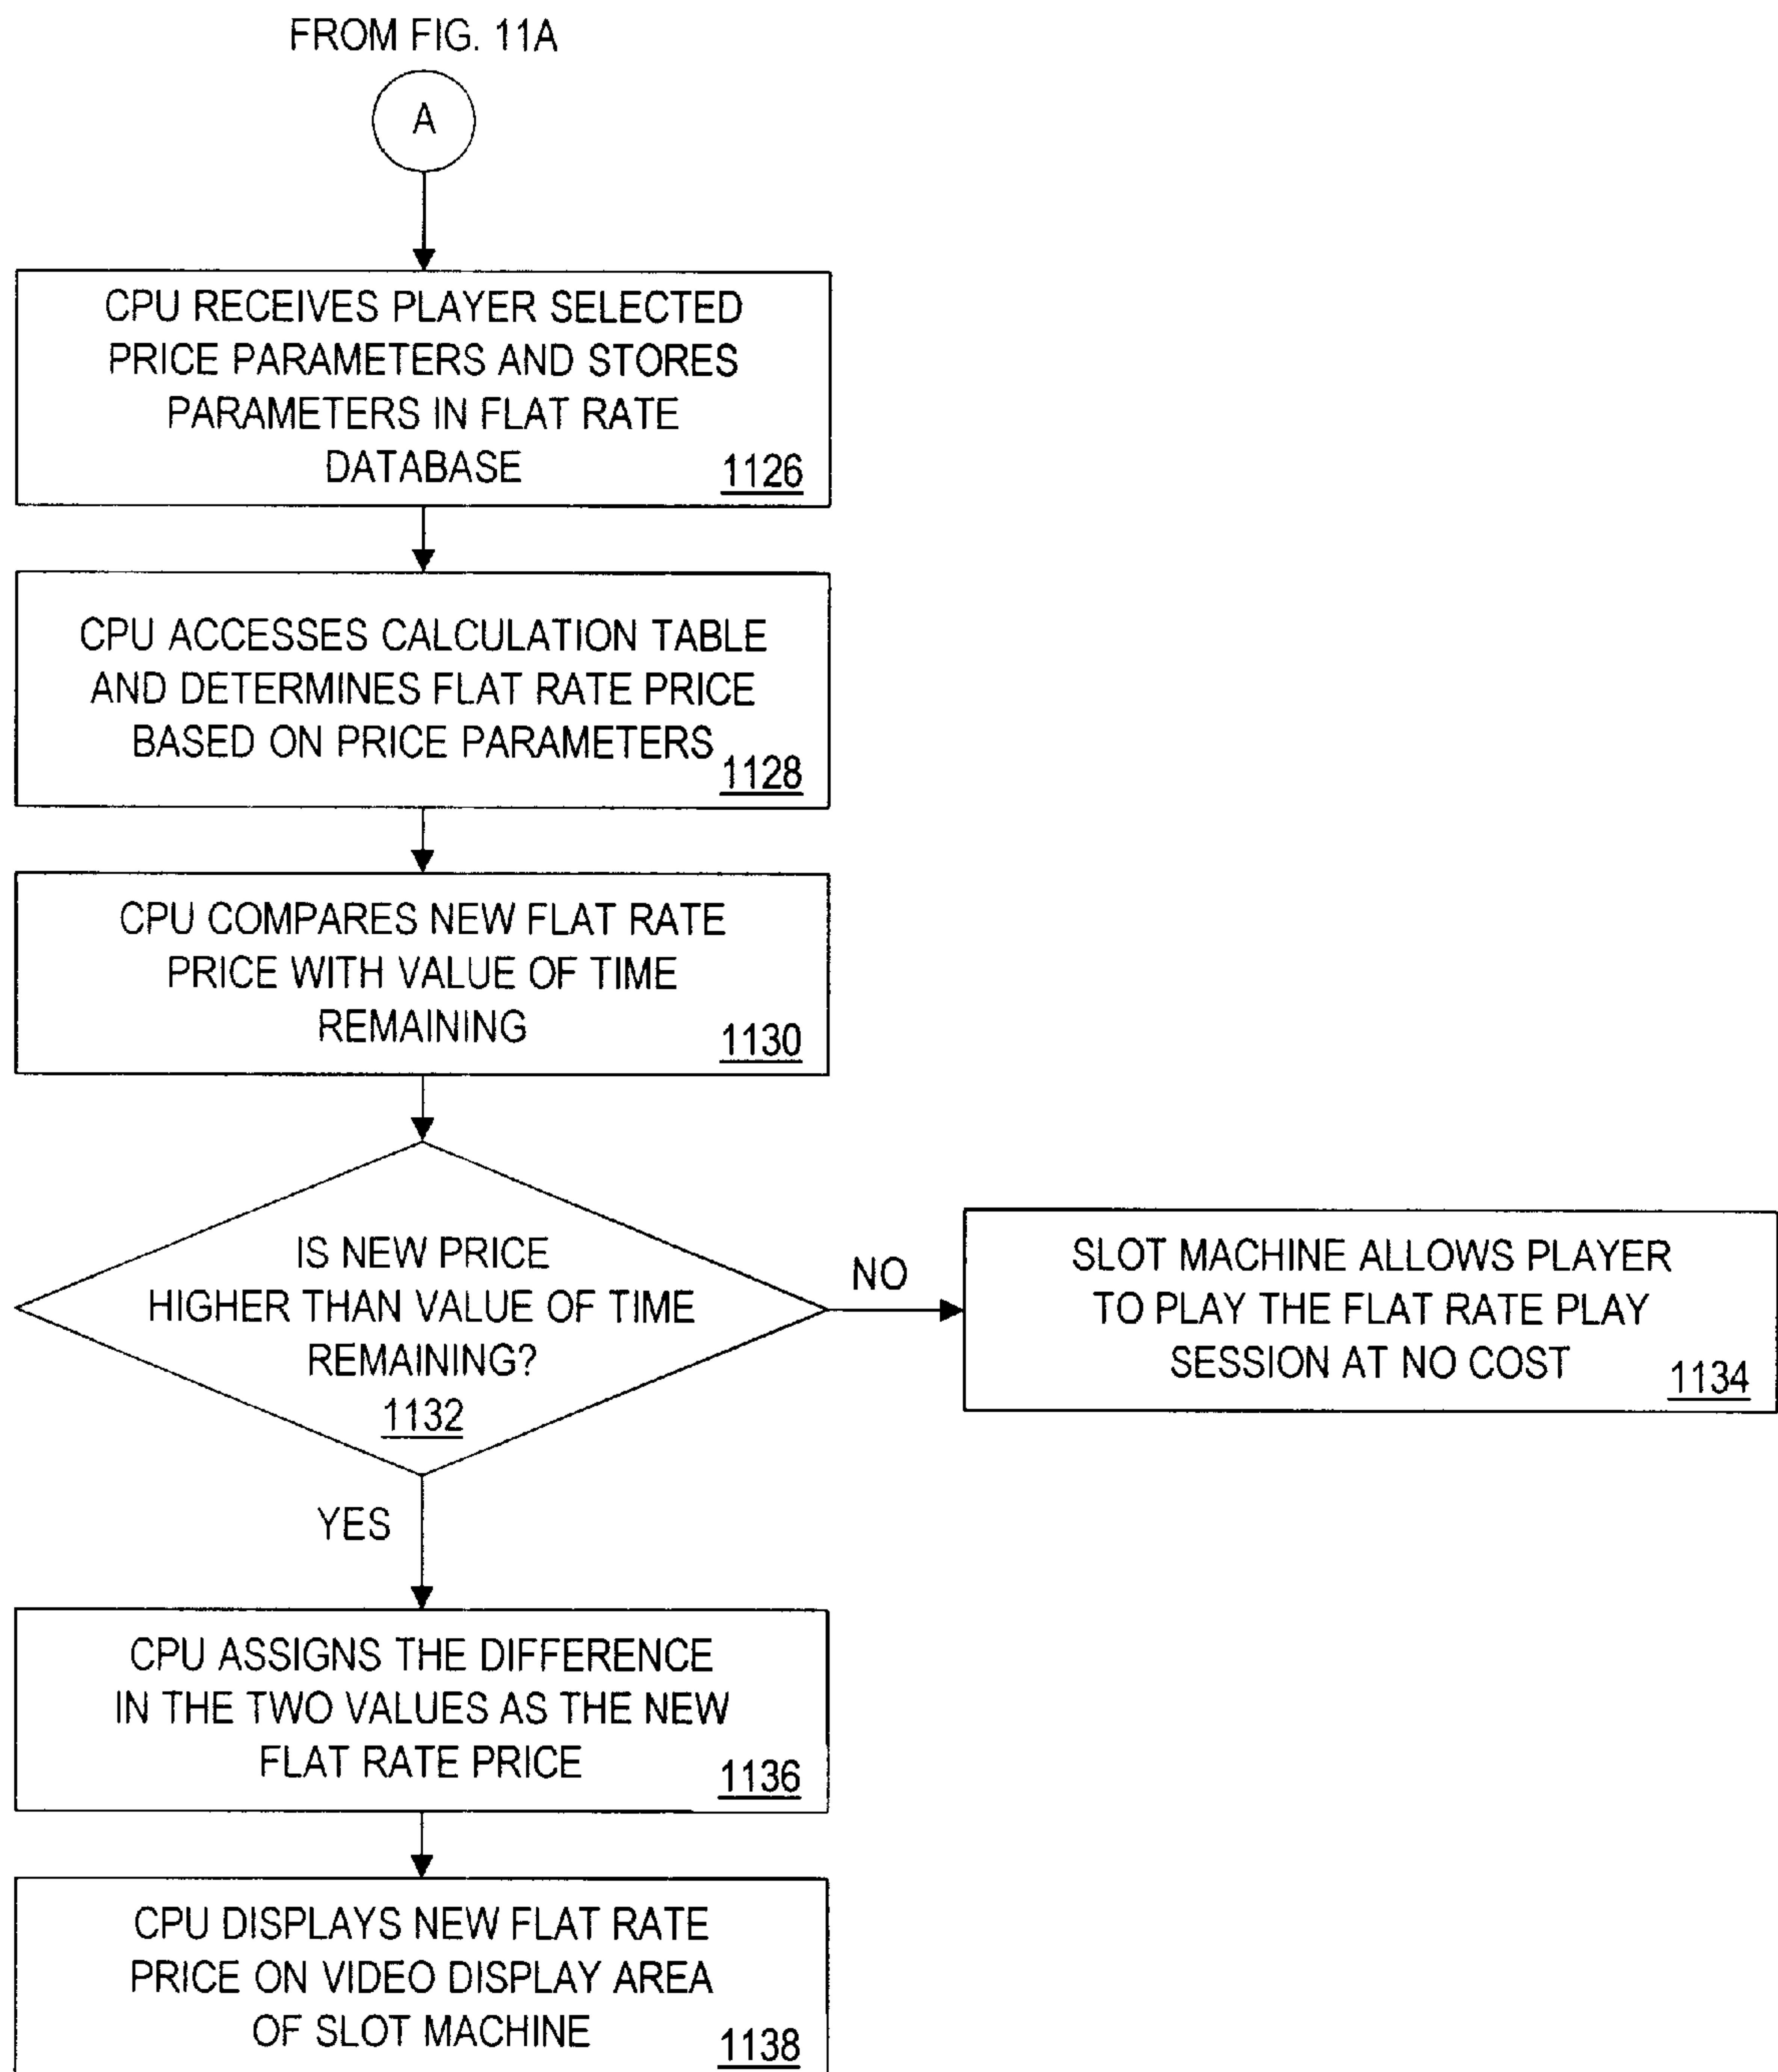 FROM FIG. 11A
A
CPU RECEIVES PLAYER SELECTED
PRICE PARAMETERS AND STORES
PARAMETERS IN FLAT RATE
DATABASE 1126
CPU ACCESSES CALCULATION TABLE
AND DETERMINES FLAT RATE PRICE
BASED ON PRICE PARAMETERS 1128
CPU COMPARES NEW FLAT RATE
PRICE WITH VALUE OF TIME
REMAINING 1130
IS NEW PRICE
HIGHER THAN VALUE OF TIME
REMAINING?
1132
NO
SLOT MACHINE ALLOWS PLAYER
TO PLAY THE FLAT RATE PLAY
SESSION AT NO COST 1134
YES
CPU ASSIGNS THE DIFFERENCE
IN THE TWO VALUES AS THE NEW
FLAT RATE PRICE 1136
CPU DISPLAYS NEW FLAT RATE
PRICE ON VIDEO DISPLAY AREA
OF SLOT MACHINE 1138